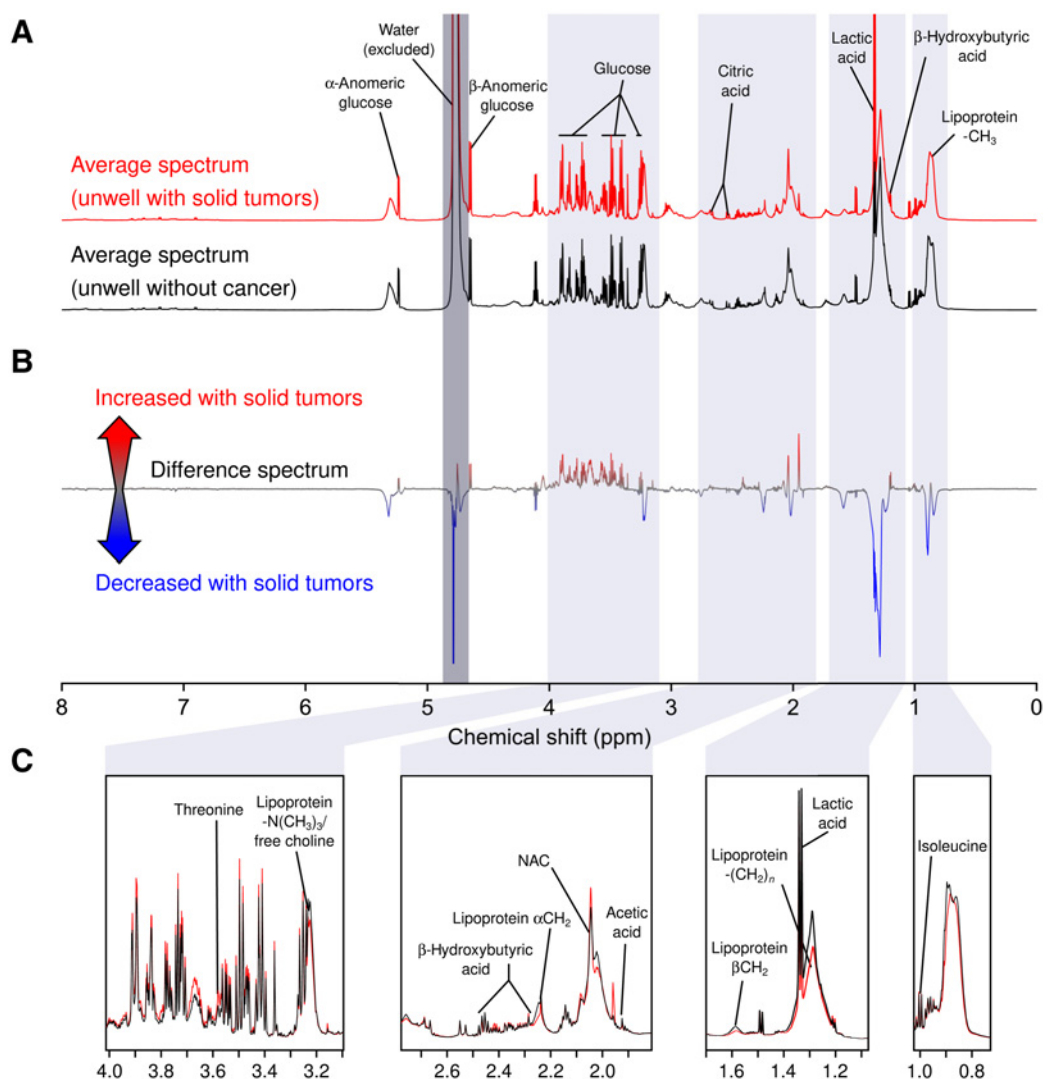 A
Water
(excluded)
α-Anomeric
glucose
β-Anomeric
glucose
Glucose
Citric
acid
Lactic
acid
β-Hydroxybutyric
acid
Lipoprotein
-CH₃
Average spectrum
(unwell with solid tumors)
Average spectrum
(unwell without cancer)
B
Increased with solid tumors
Difference spectrum
Decreased with solid tumors
8 7 6 5 4 3 2 1 0
Chemical shift (ppm)
C
Threonine
Lipoprotein
-N(CH₃)₃/
free choline
4.0 3.8 3.6 3.4 3.2
NAC
Lipoprotein αCH₂
β-Hydroxybutyric
acid
Acetic
acid
2.6 2.4 2.2 2.0
Lactic
acid
Lipoprotein
-(CH₂)ₙ
Lipoprotein
βCH₂
1.6 1.4 1.2
Isoleucine
1.0 0.8